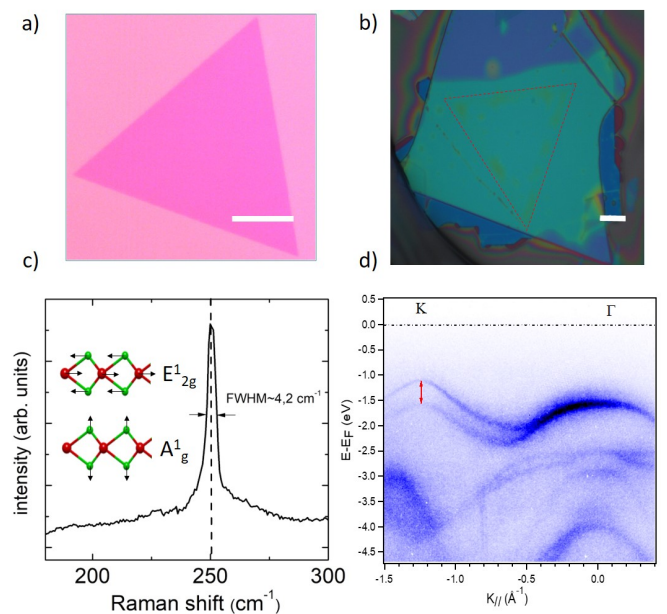 a)
b)
c)
d)
intensity (arb. units)
E¹₂g
A¹g
FWHM~4,2 cm⁻¹
200
250
300
Raman shift (cm⁻¹)
K
Γ
E-E_F (eV)
0.5
0.0
-0.5
-1.0
-1.5
-2.0
-2.5
-3.0
-3.5
-4.0
-4.5
-1.5
-1.0
-0.5
0.0
K// (Å⁻¹)